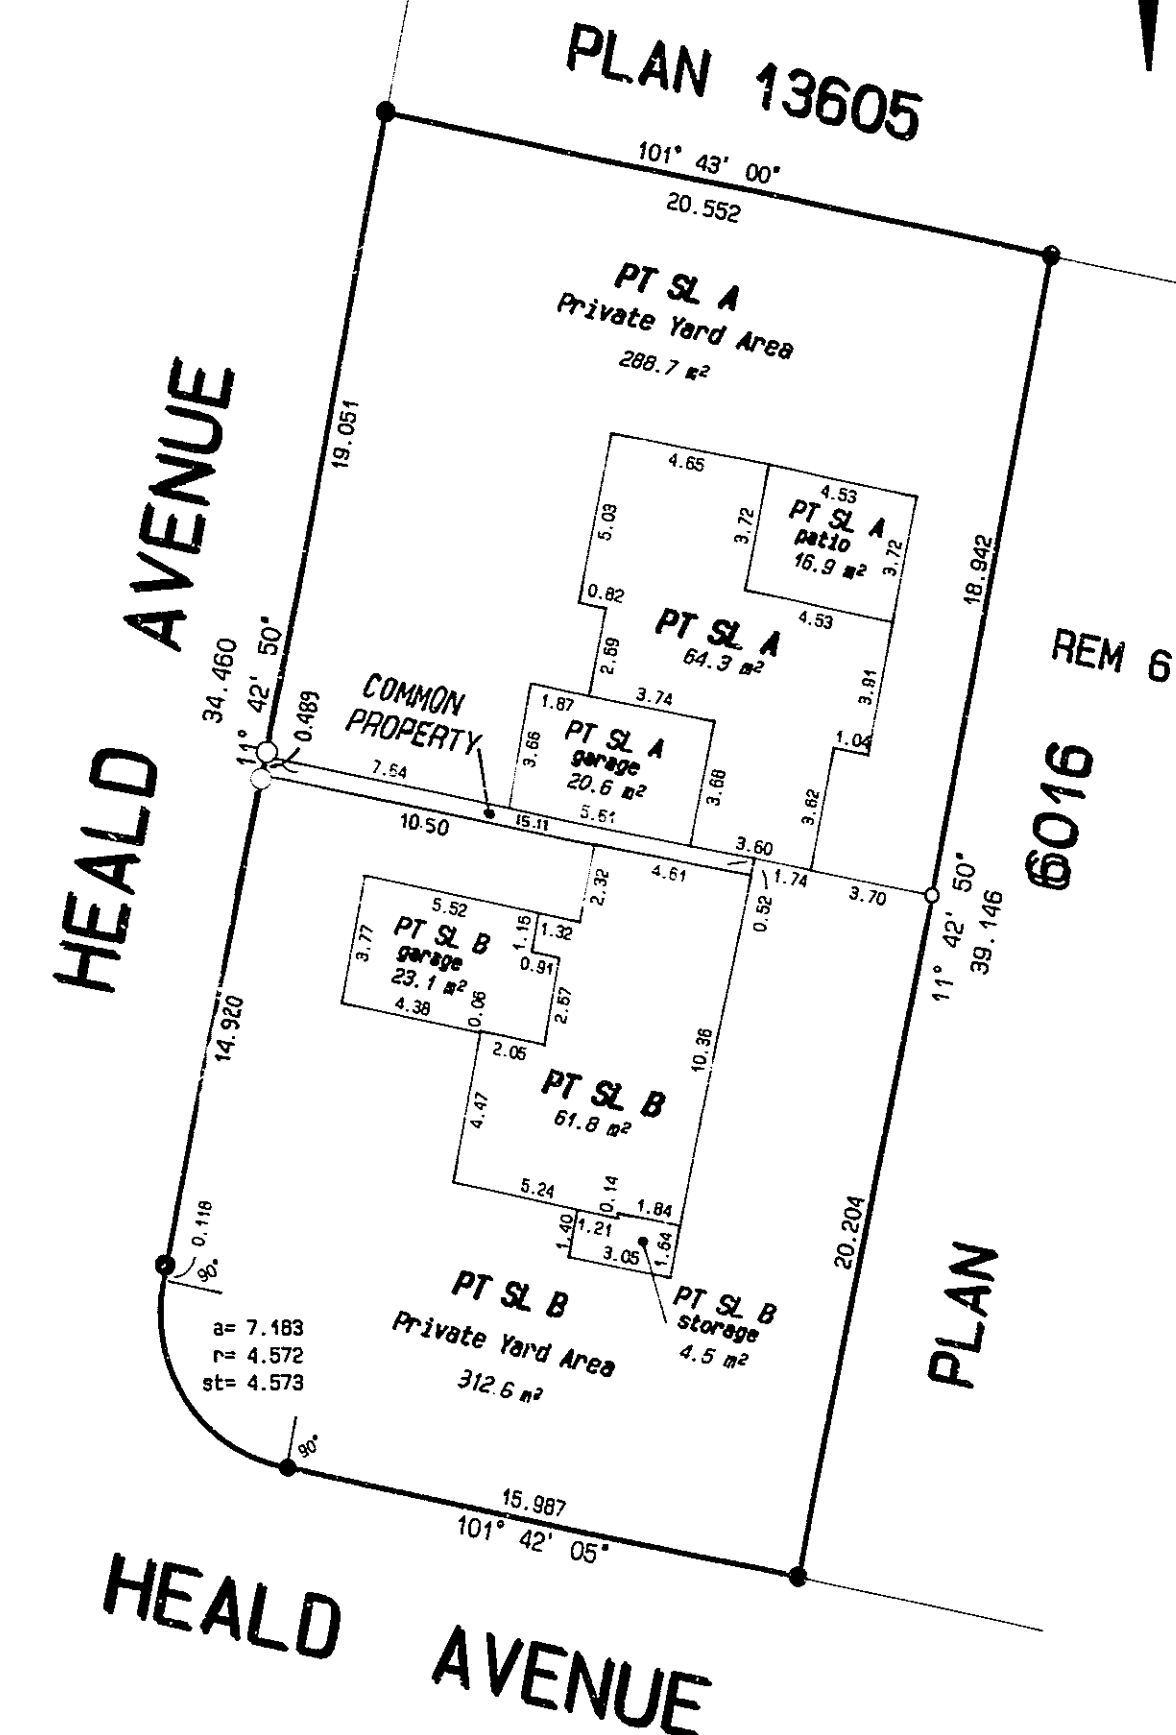 PLAN 13605
101° 43' 00"
20.552
PT SL A
Private Yard Area
288.7 m²
HEALD AVENUE
19.051
18.942
4.65
4.53
PT SL A
patio
16.9 m²
3.72
3.72
5.03
0.82
4.53
PT SL A
64.3 m²
2.69
3.91
REM 6
34.460
11° 42' 50"
0.489
COMMON
PROPERTY
1.87
3.74
PT SL A
garage
20.6 m²
3.66
3.68
1.04
3.62
7.64
5.61
15.11
10.50
3.60
4.61
1.74
3.70
0.52
2.32
6016
11° 42' 50"
39.146
5.52
1.15
1.32
PT SL B
garage
23.1 m²
3.77
0.91
2.57
4.38
0.06
2.05
14.920
10.36
PT SL B
61.8 m²
4.47
5.24
0.14
1.84
1.40
1.21
3.05
1.64
20.204
0.118
90°
PT SL B
Private Yard Area
312.6 m²
PT SL B
storage
4.5 m²
PLAN
a= 7.183
r= 4.572
st= 4.573
90°
15.987
101° 42' 05"
HEALD AVENUE